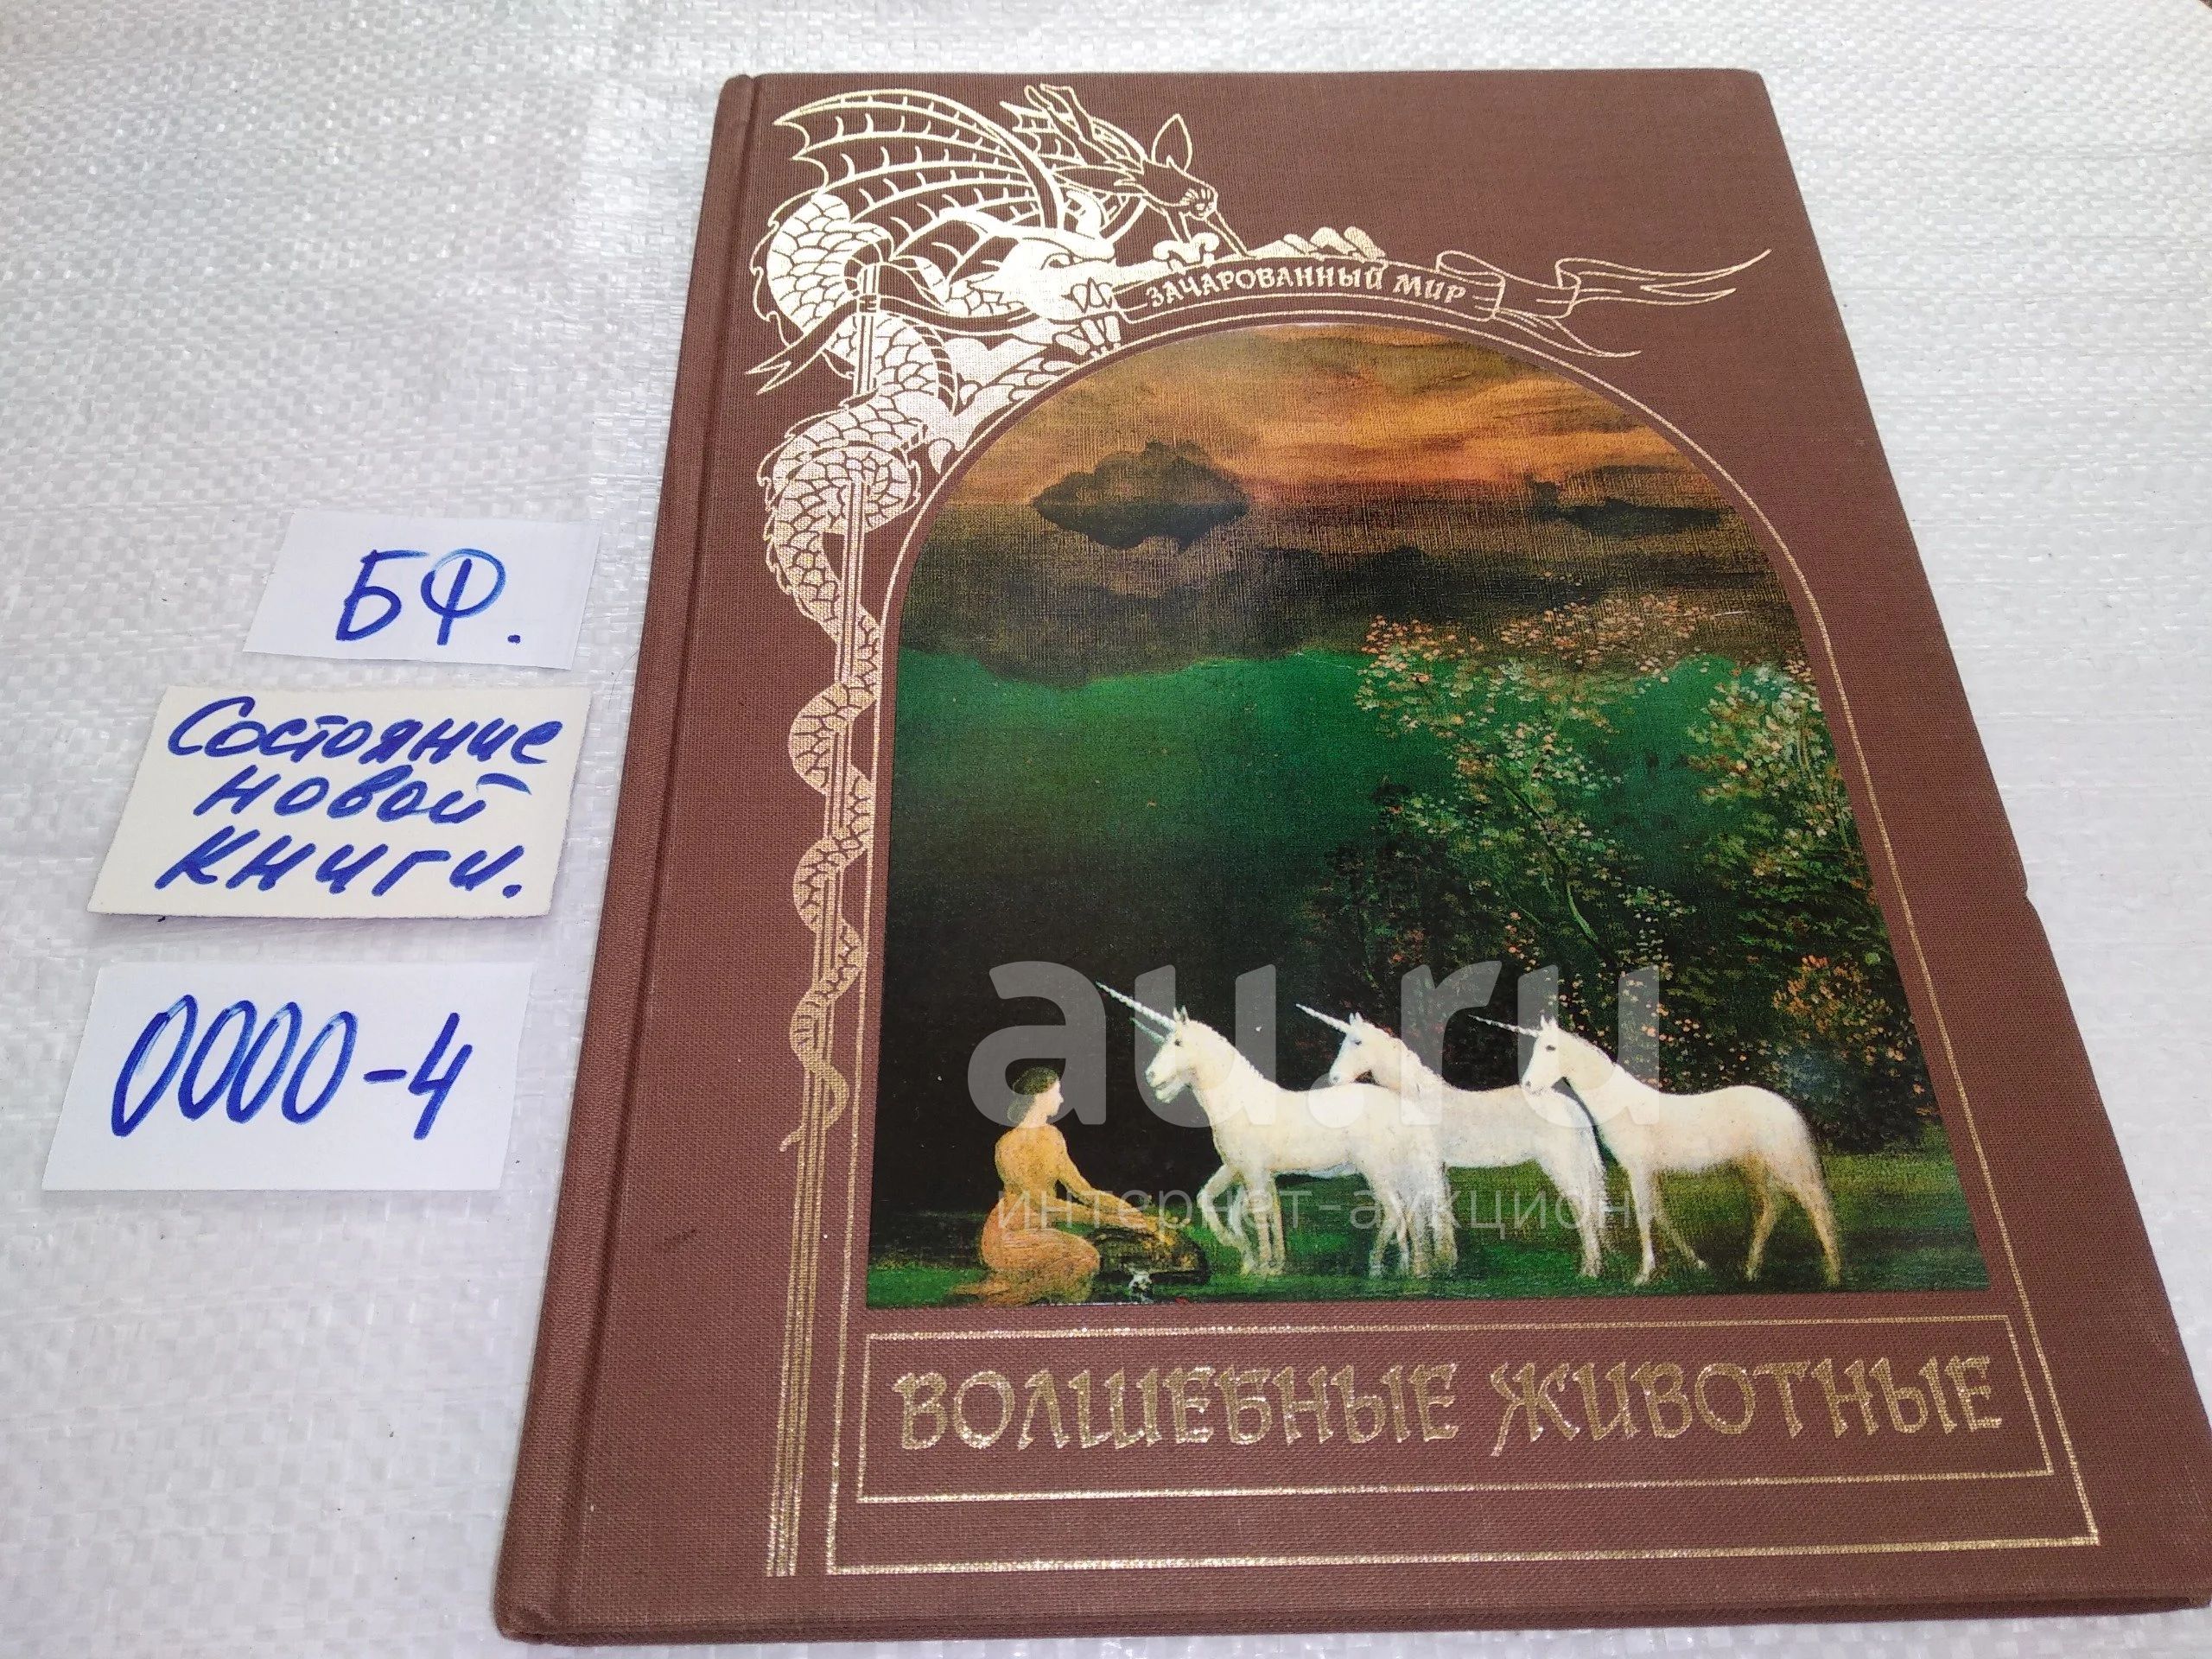 ЗАЧАРОВАННЫЙ МИР
БФ.
Состояние
новой
книги.
0000-4
au.ru
интернет-аукцион
ВОЛШЕБНЫЕ ЖИВОТНЫЕ